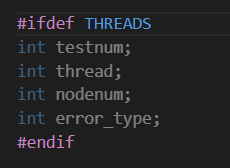 #ifdef THREADS
int testnum;
int thread;
int nodenum;
int error_type;
#endif